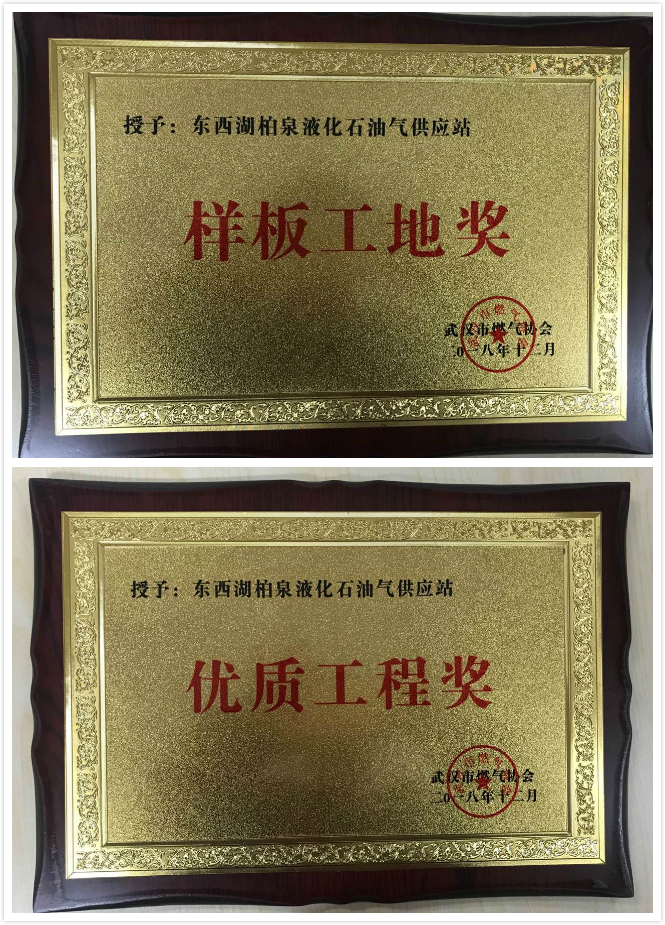 授予：东西湖柏泉液化石油气供应站
样板工地奖
武汉市燃气协会
二0一八年十二月
授予：东西湖柏泉液化石油气供应站
优质工程奖
武汉市燃气协会
二0一八年十二月